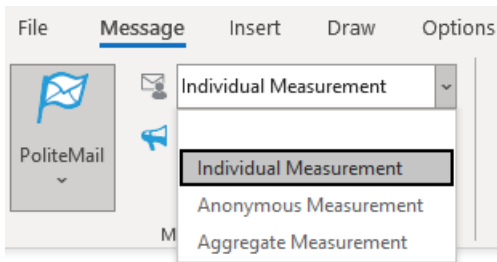 File Message Insert Draw Options
Individual Measurement
PoliteMail
Individual Measurement
Anonymous Measurement
M
Aggregate Measurement